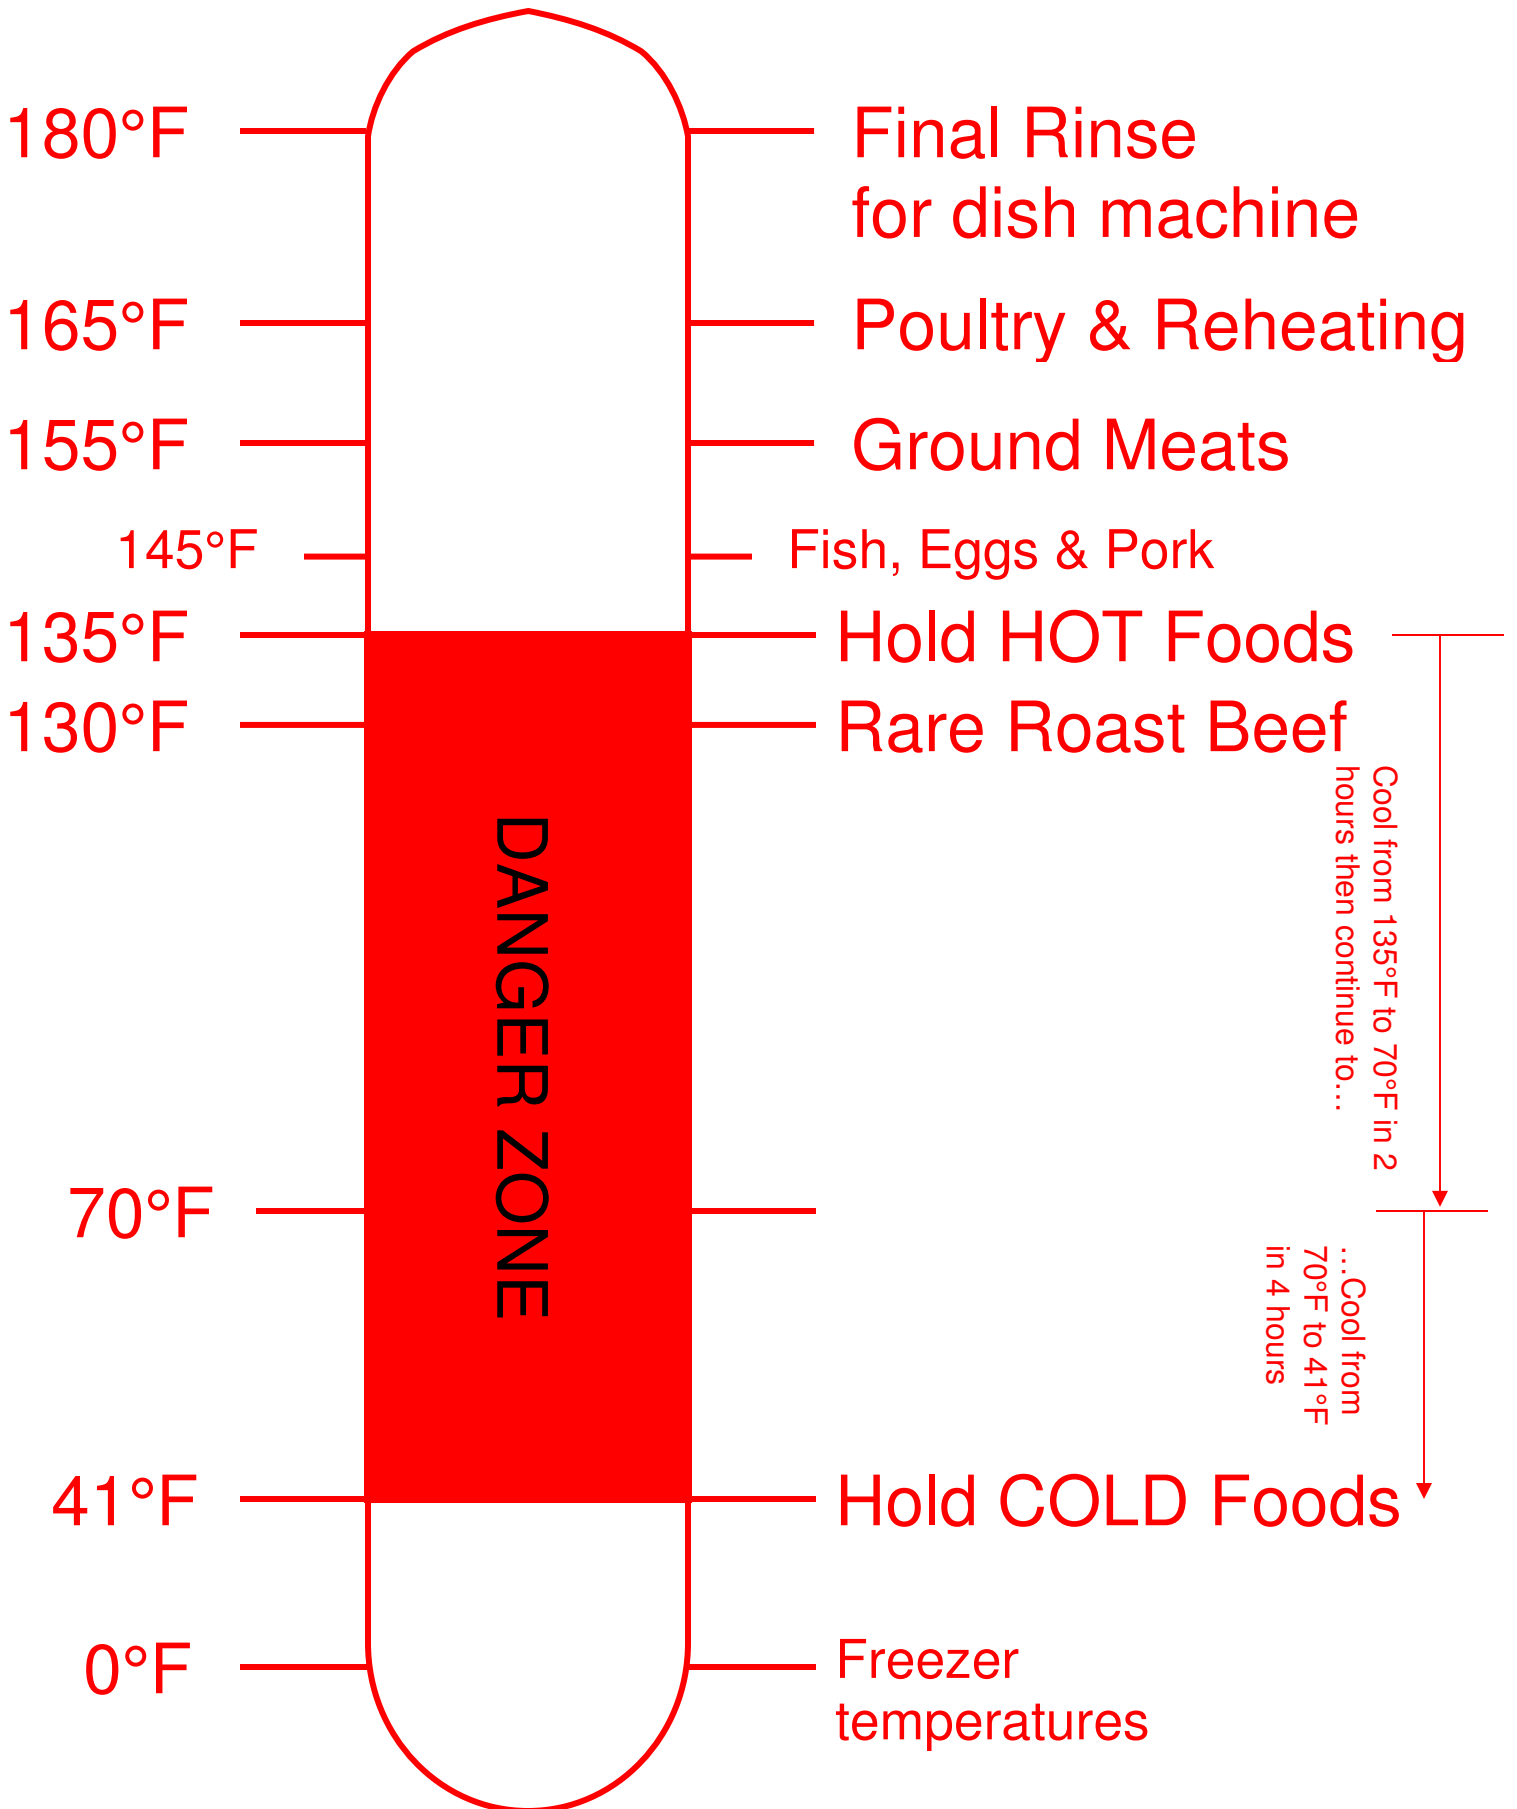 180°F
Final Rinse
for dish machine
165°F
Poultry & Reheating
155°F
Ground Meats
145°F
Fish, Eggs & Pork
135°F
Hold HOT Foods
130°F
Rare Roast Beef
DANGER ZONE
Cool from 135°F to 70°F in 2
hours then continue to…
70°F
…Cool from
70°F to 41°F
in 4 hours
41°F
Hold COLD Foods
0°F
Freezer
temperatures